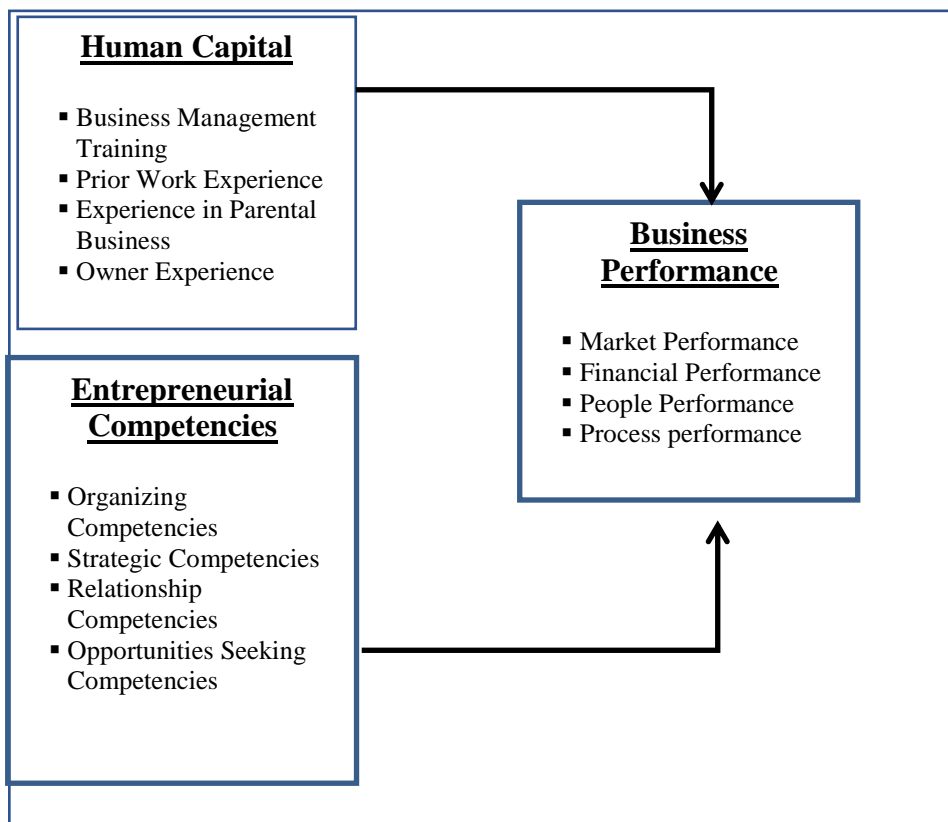 Human Capital
▪ Business Management
Training
▪ Prior Work Experience
▪ Experience in Parental
Business
▪ Owner Experience
Entrepreneurial
Competencies
▪ Organizing
Competencies
▪ Strategic Competencies
▪ Relationship
Competencies
▪ Opportunities Seeking
Competencies
Business
Performance
▪ Market Performance
▪ Financial Performance
▪ People Performance
▪ Process performance